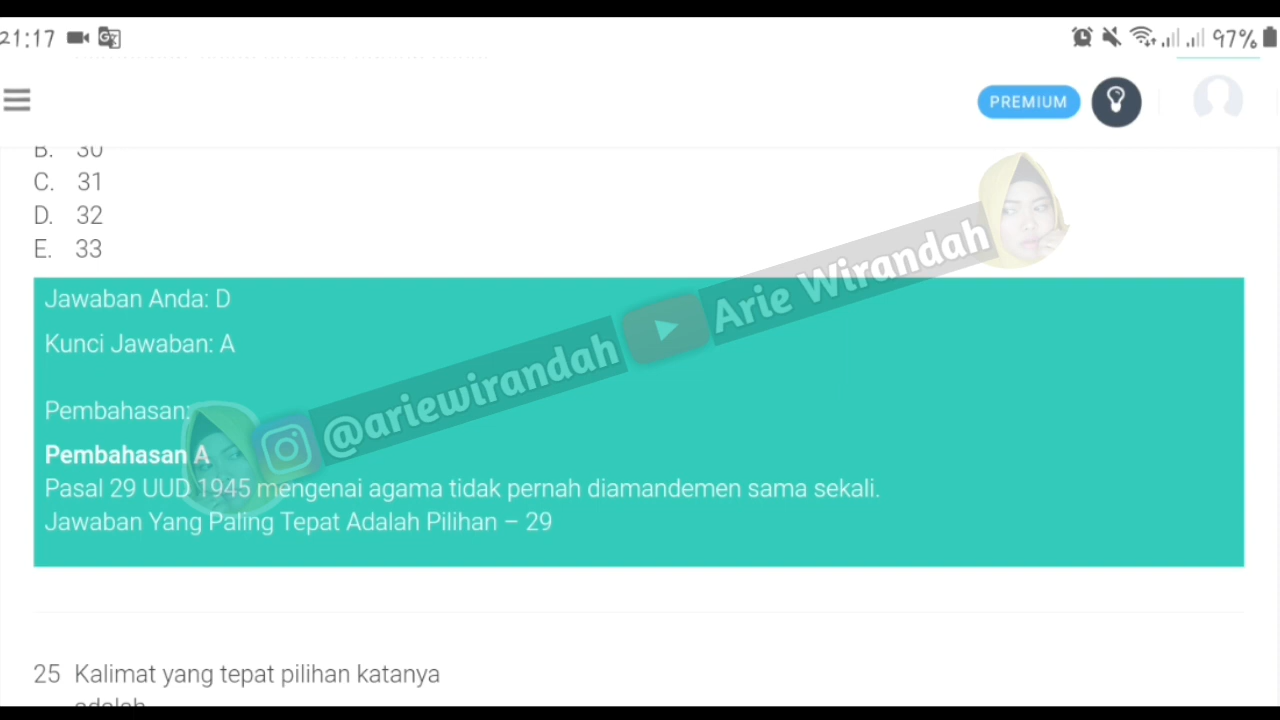 21:17
97%
PREMIUM
B. 30
C. 31
D. 32
E. 33
Jawaban Anda: D
Kunci Jawaban: A
Pembahasan:
Pembahasan A
Pasal 29 UUD 1945 mengenai agama tidak pernah diamandemen sama sekali.
Jawaban Yang Paling Tepat Adalah Pilihan – 29
@ariewirandah
Arie Wirandah
25 Kalimat yang tepat pilihan katanya
adalah